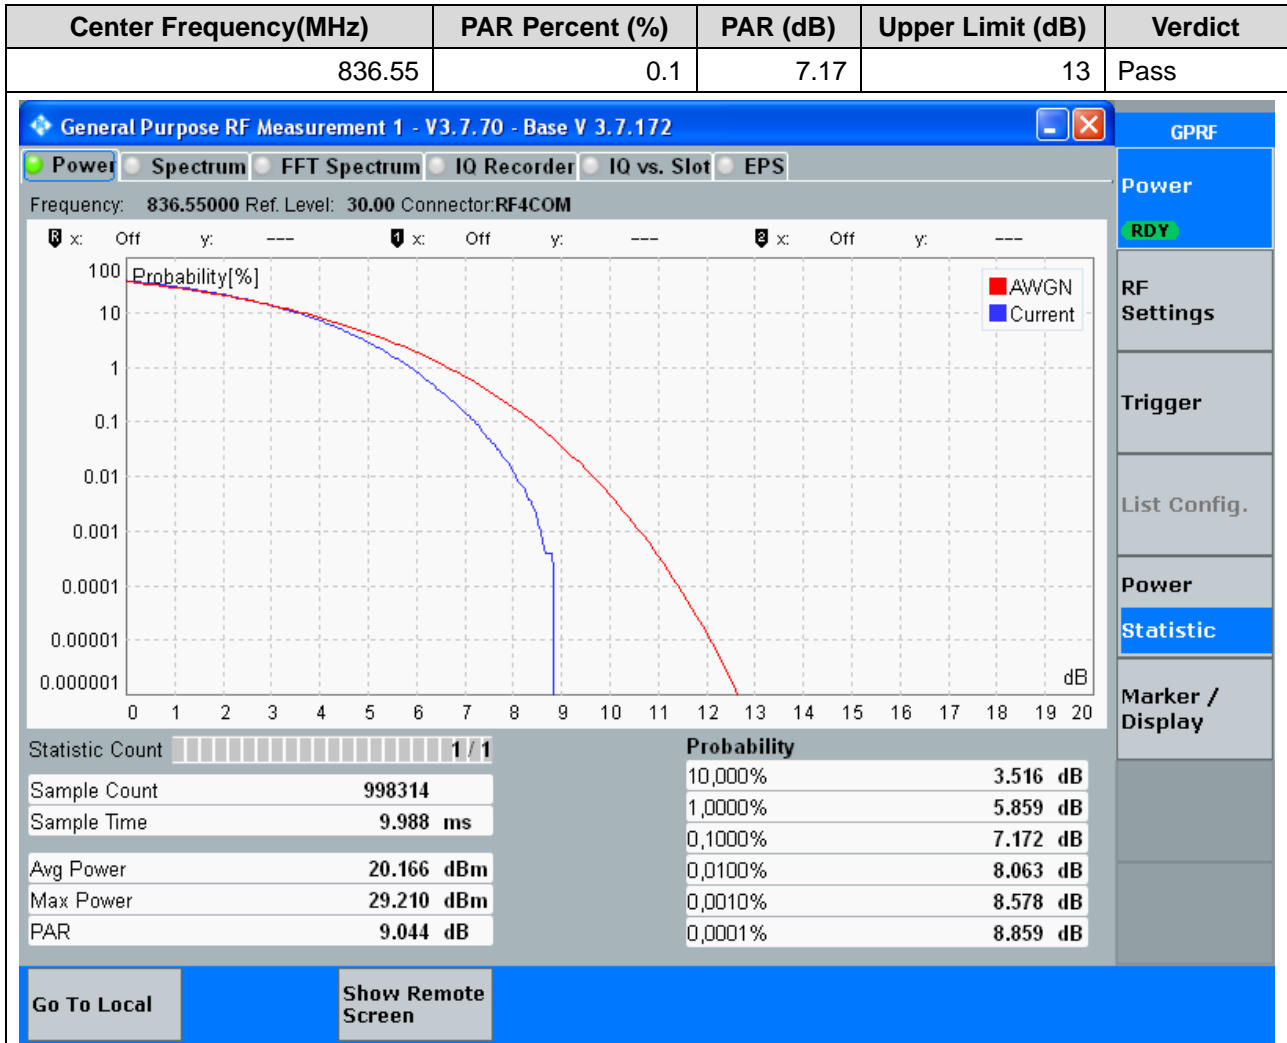 Center Frequency(MHz) PAR Percent (%) PAR (dB) Upper Limit (dB) Verdict
836.55 0.1 7.17 13 Pass
General Purpose RF Measurement 1 - V3.7.70 - Base V 3.7.172
GPRF
Power Spectrum FFT Spectrum IQ Recorder IQ vs. Slot EPS
Frequency: 836.55000 Ref. Level: 30.00 Connector:RF4COM
R x: Off y: --- 1 x: Off y: --- 2 x: Off y: ---
Probability[%]
AWGN
Current
100
10
1
0.1
0.01
0.001
0.0001
0.00001
0.000001
dB
0 1 2 3 4 5 6 7 8 9 10 11 12 13 14 15 16 17 18 19 20
Statistic Count 1 / 1
Sample Count 998314
Sample Time 9.988 ms
Avg Power 20.166 dBm
Max Power 29.210 dBm
PAR 9.044 dB
Probability
10,000% 3.516 dB
1,0000% 5.859 dB
0,1000% 7.172 dB
0,0100% 8.063 dB
0,0010% 8.578 dB
0,0001% 8.859 dB
Power
RDY
RF
Settings
Trigger
List Config.
Power
Statistic
Marker /
Display
Go To Local
Show Remote
Screen